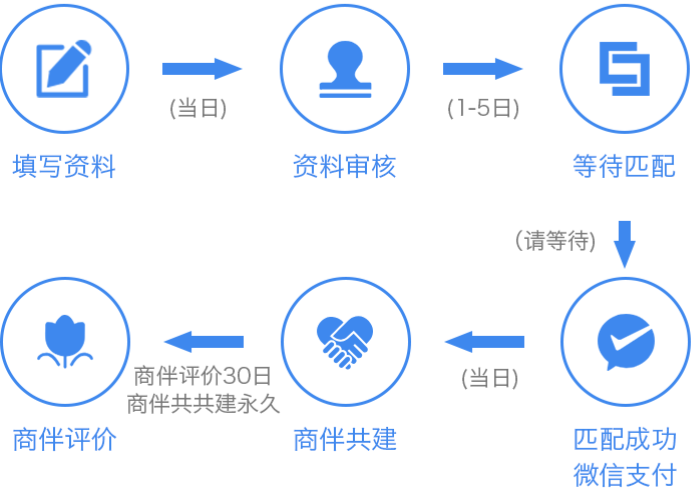 (当日)
(1-5日)
填写资料
资料审核
等待匹配
（请等待)
商伴评价30日
商伴共共建永久
(当日)
商伴评价
商伴共建
匹配成功
微信支付